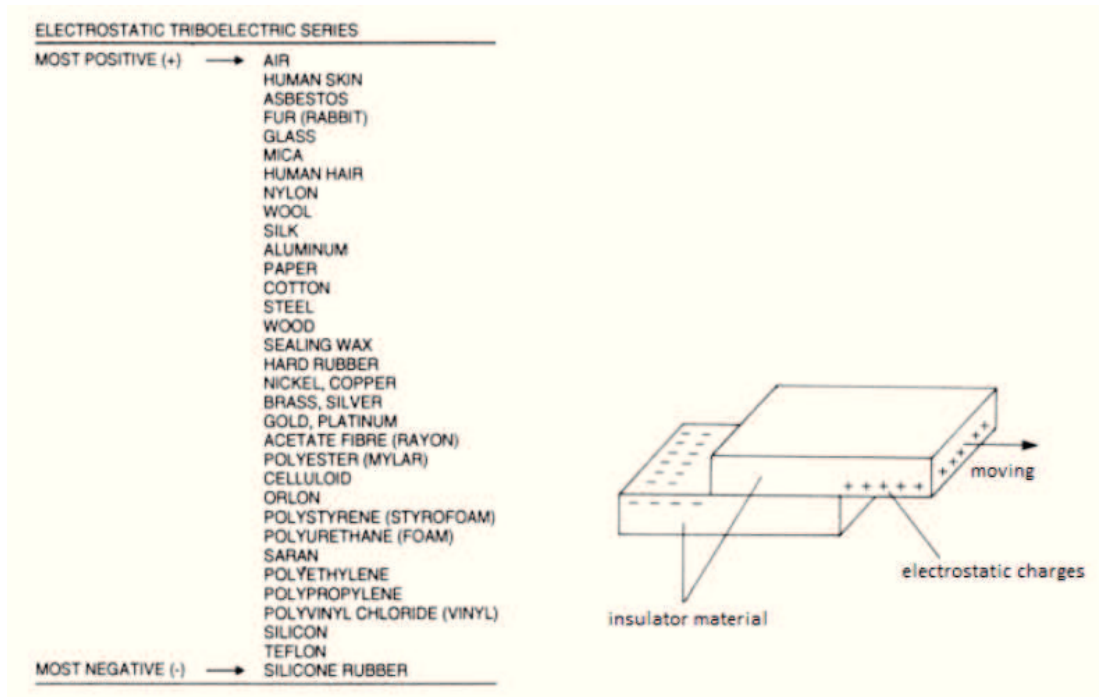 ELECTROSTATIC TRIBOELECTRIC SERIES
MOST POSITIVE (+) AIR
HUMAN SKIN
ASBESTOS
FUR (RABBIT)
GLASS
MICA
HUMAN HAIR
NYLON
WOOL
SILK
ALUMINUM
PAPER
COTTON
STEEL
WOOD
SEALING WAX
HARD RUBBER
NICKEL, COPPER
BRASS, SILVER
GOLD, PLATINUM
ACETATE FIBRE (RAYON)
POLYESTER (MYLAR)
CELLULOID
ORLON
POLYSTYRENE (STYROFOAM)
POLYURETHANE (FOAM)
SARAN
POLYETHYLENE
POLYPROPYLENE
POLYVINYL CHLORIDE (VINYL)
SILICON
TEFLON
MOST NEGATIVE (-) SILICONE RUBBER
moving
electrostatic charges
insulator material